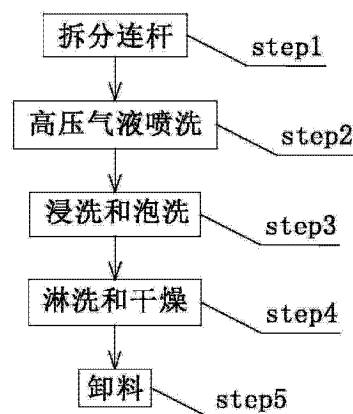 拆分连杆
step1
高压气液喷洗
step2
浸洗和泡洗
step3
淋洗和干燥
step4
卸料
step5